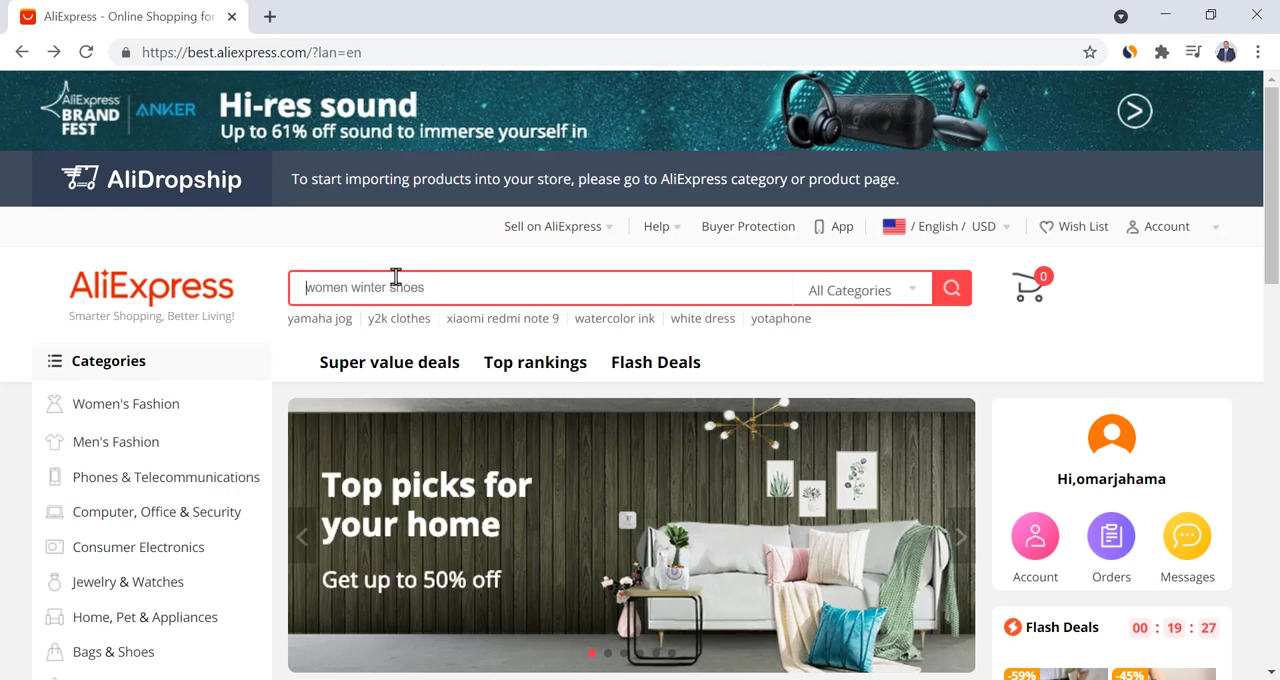 AliExpress - Online Shopping for
https://best.aliexpress.com/?lan=en
AliExpress
BRAND
FEST
ANKER
Hi-res sound
Up to 61% off sound to immerse yourself in
AliDropship
To start importing products into your store, please go to AliExpress category or product page.
Sell on AliExpress
Help
Buyer Protection
App
/ English / USD
Wish List
Account
AliExpress
Smarter Shopping, Better Living!
women winter shoes
All Categories
0
yamaha jog
y2k clothes
xiaomi redmi note 9
watercolor ink
white dress
yotaphone
Categories
Super value deals
Top rankings
Flash Deals
Women's Fashion
Men's Fashion
Phones & Telecommunications
Computer, Office & Security
Consumer Electronics
Jewelry & Watches
Home, Pet & Appliances
Bags & Shoes
Top picks for
your home
Get up to 50% off
Hi,omarjahama
Account
Orders
Messages
Flash Deals
00 : 19 : 27
-59%
-45%